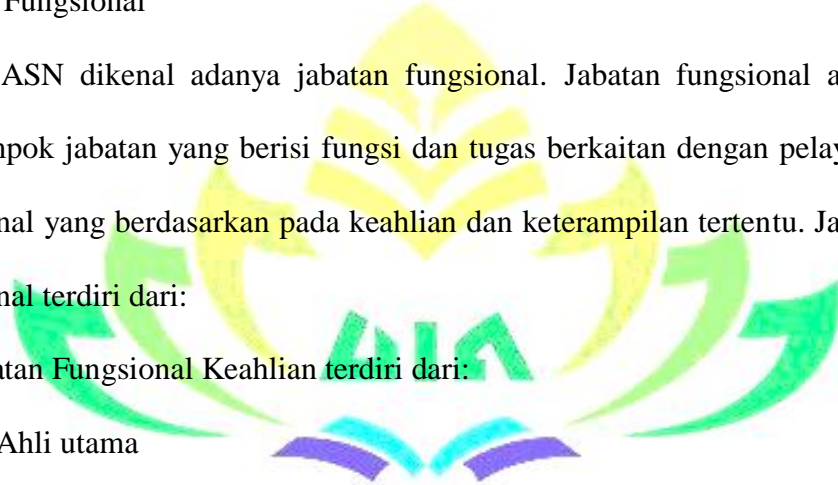 Fungsional
ASN dikenal adanya jabatan fungsional. Jabatan fungsional a
npok jabatan yang berisi fungsi dan tugas berkaitan dengan pelay
nal yang berdasarkan pada keahlian dan keterampilan tertentu. Ja
nal terdiri dari:
atan Fungsional Keahlian terdiri dari:
Ahli utama